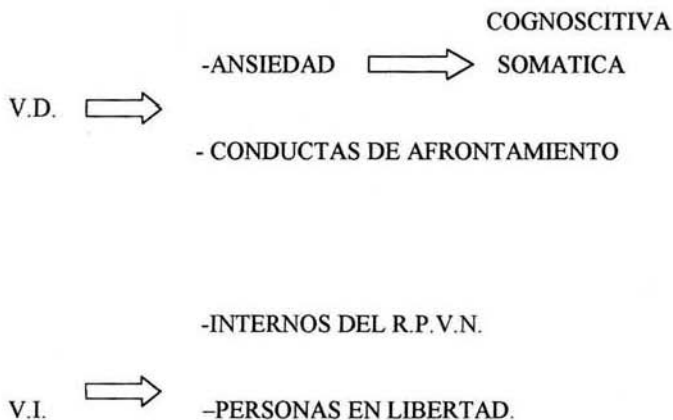 COGNOSCITIVA
-ANSIEDAD SOMATICA
V.D.
- CONDUCTAS DE AFRONTAMIENTO
-INTERNOS DEL R.P.V.N.
V.I. –PERSONAS EN LIBERTAD.